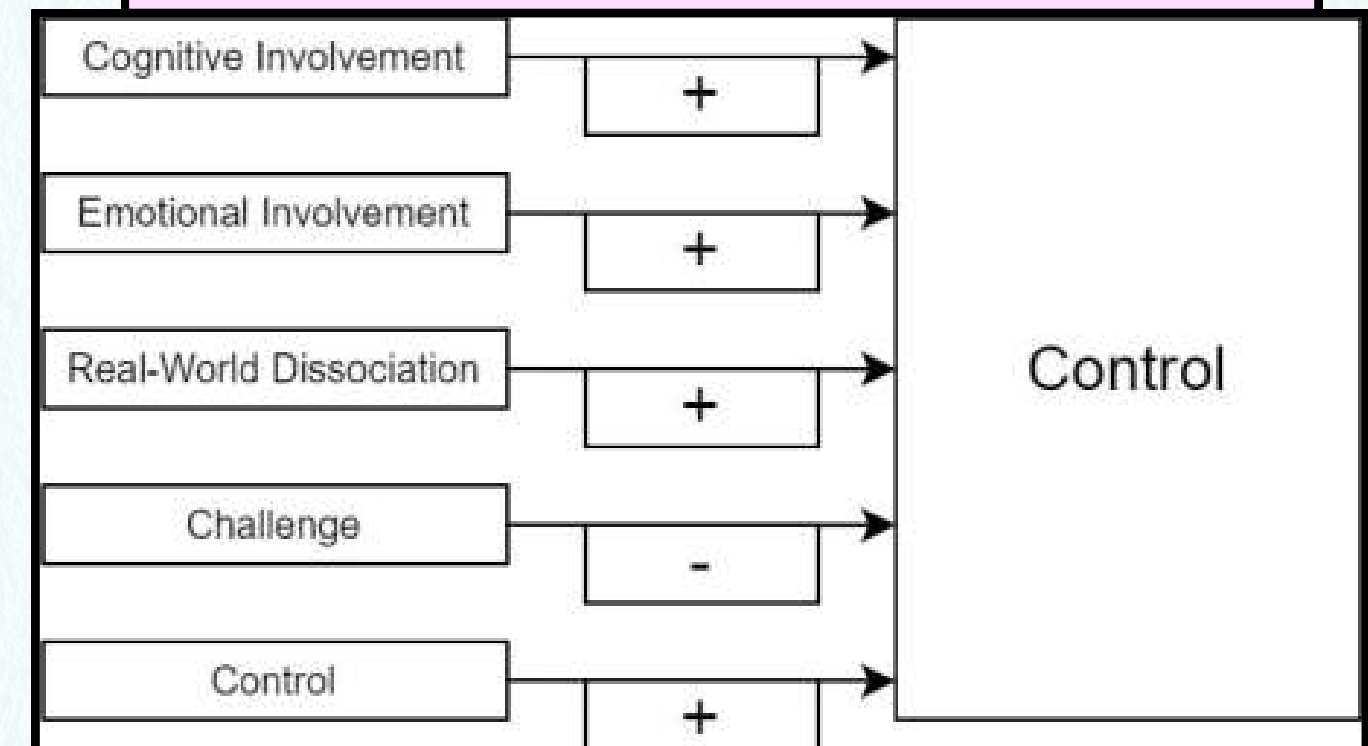 Cognitive Involvement
+
Emotional Involvement
+
Real-World Dissociation
+
Challenge
-
Control
+
Control